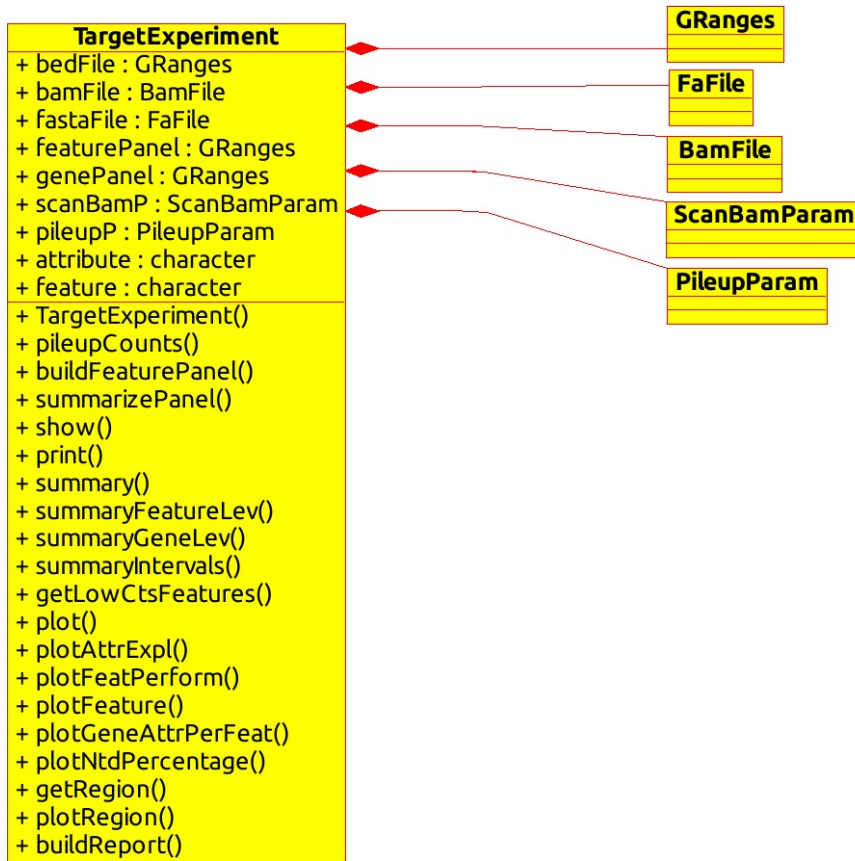 TargetExperiment
+ bedFile : GRanges
+ bamFile : BamFile
+ fastaFile : FaFile
+ featurePanel : GRanges
+ genePanel : GRanges
+ scanBamP : ScanBamParam
+ pileupP : PileupParam
+ attribute : character
+ feature : character
+ TargetExperiment()
+ pileupCounts()
+ buildFeaturePanel()
+ summarizePanel()
+ show()
+ print()
+ summary()
+ summaryFeatureLev()
+ summaryGeneLev()
+ summaryIntervals()
+ getLowCtsFeatures()
+ plot()
+ plotAttrExpl()
+ plotFeatPerform()
+ plotFeature()
+ plotGeneAttrPerFeat()
+ plotNtdPercentage()
+ getRegion()
+ plotRegion()
+ buildReport()
GRanges
FaFile
BamFile
ScanBamParam
PileupParam